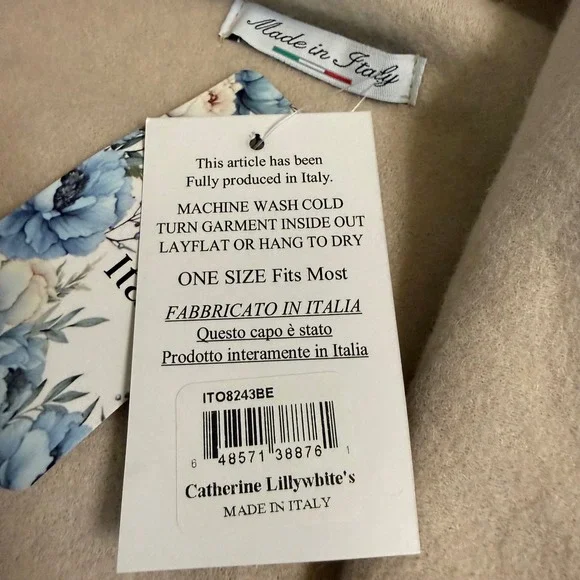 Made in Italy
This article has been
Fully produced in Italy.
MACHINE WASH COLD
TURN GARMENT INSIDE OUT
LAYFLAT OR HANG TO DRY
ONE SIZE Fits Most
FABBRICATO IN ITALIA
Questo capo è stato
Prodotto interamente in Italia
ITO8243BE
6 48571 38876 1
Catherine Lillywhite's
MADE IN ITALY